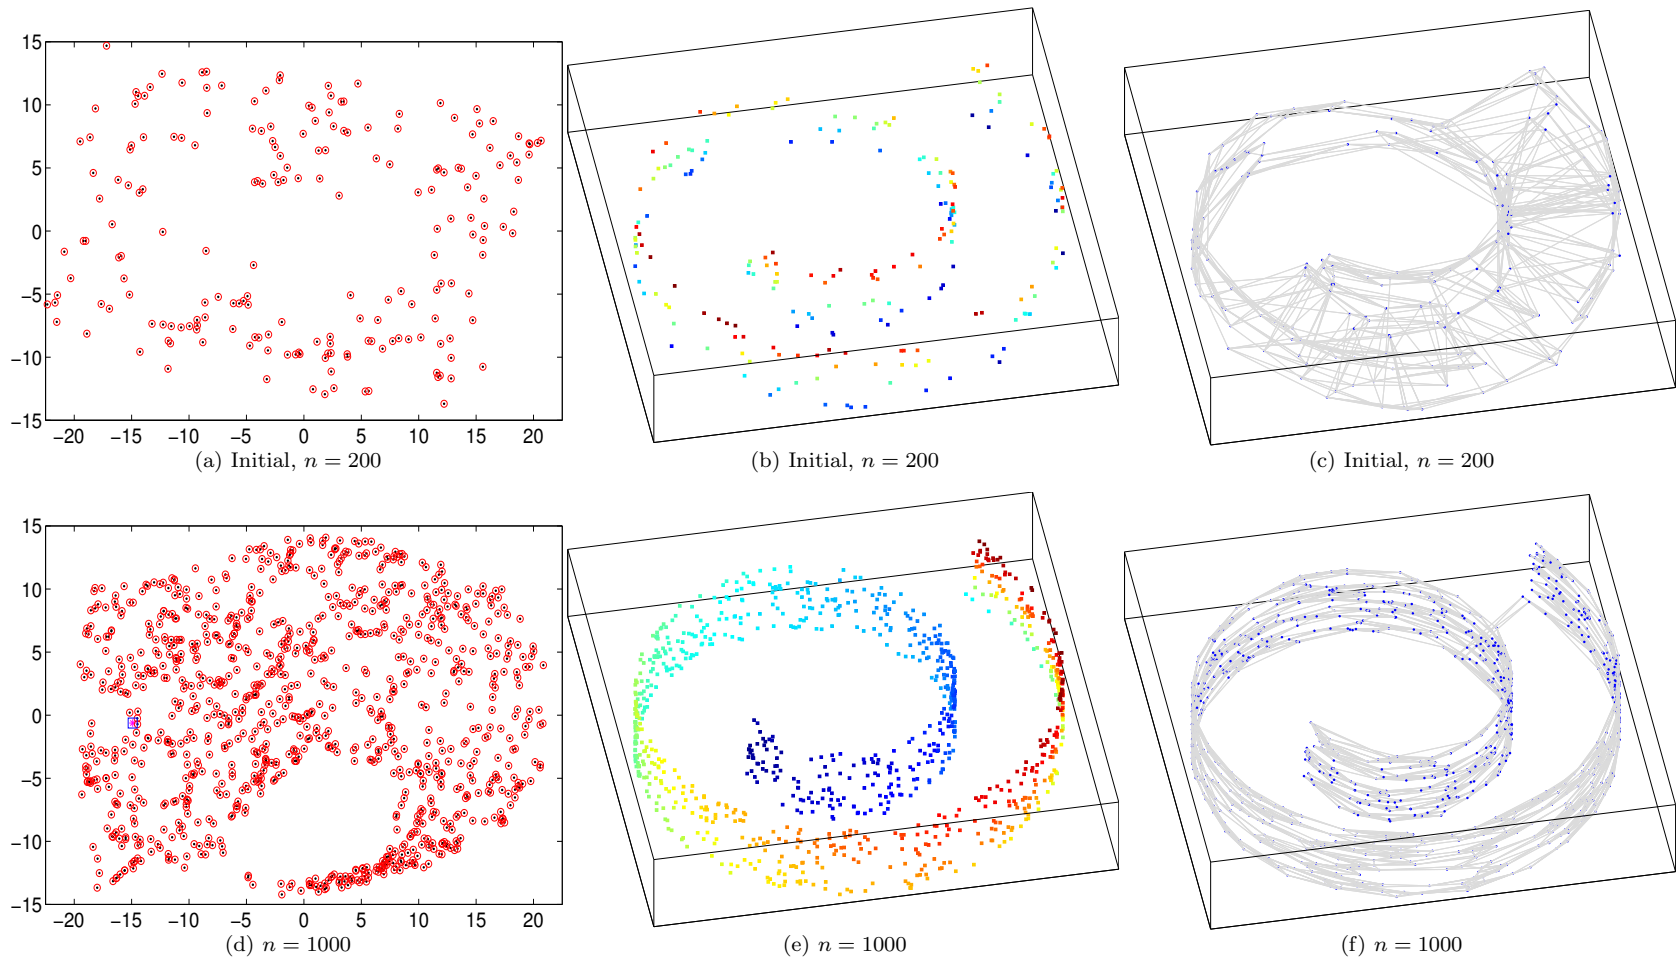 15
10
5
0
−5
−10
−15
−20 −15 −10 −5 0 5 10 15 20
(a) Initial, n = 200
(b) Initial, n = 200
(c) Initial, n = 200
15
10
5
0
−5
−10
−15
−20 −15 −10 −5 0 5 10 15 20
(d) n = 1000
(e) n = 1000
(f) n = 1000